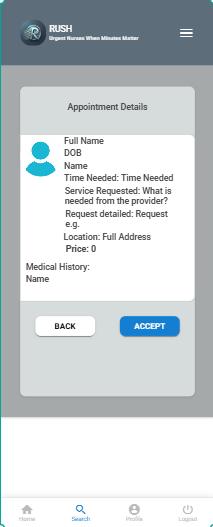 RUSH
Urgent Nurses When Minutes Matter
Appointment Details
Full Name
DOB
Name
Time Needed: Time Needed
Service Requested: What is
needed from the provider?
Request detailed: Request
e.g.
Location: Full Address
Price: 0
Medical History:
Name
BACK
ACCEPT
Home
Search
Profile
Logout